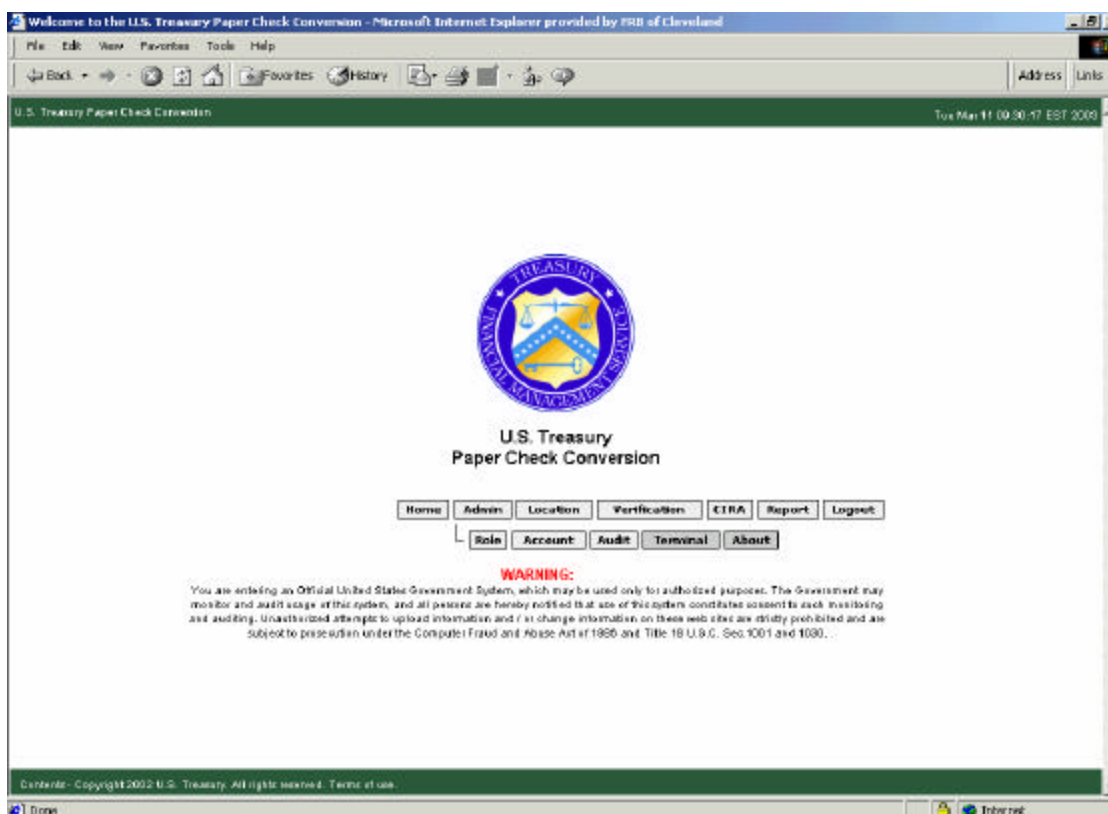 Welcome to the U.S. Treasury Paper Check Conversion - Microsoft Internet Explorer provided by FRB of Cleveland
File Edit View Favorites Tools Help
Back Favorites History Address Links
U.S. Treasury Paper Check Conversion Tue Mar 11 09:30:17 EST 2003
TREASURY
FINANCIAL MANAGEMENT SERVICE
U.S. Treasury
Paper Check Conversion
Home Admin Location Verification CIRA Report Logout
Role Account Audit Terminal About
WARNING:
You are entering an Official United States Government System, which may be used only for authorized purposes. The Government may
monitor and audit usage of this system, and all persons are hereby notified that use of this system constitutes consent to such monitoring
and auditing. Unauthorized attempts to upload information and / or change information on these web sites are strictly prohibited and are
subject to prosecution under the Computer Fraud and Abuse Act of 1986 and Title 18 U.S.C. Sec.1001 and 1030.
Contents - Copyright 2002 U.S. Treasury. All rights reserved. Terms of use.
Done Internet